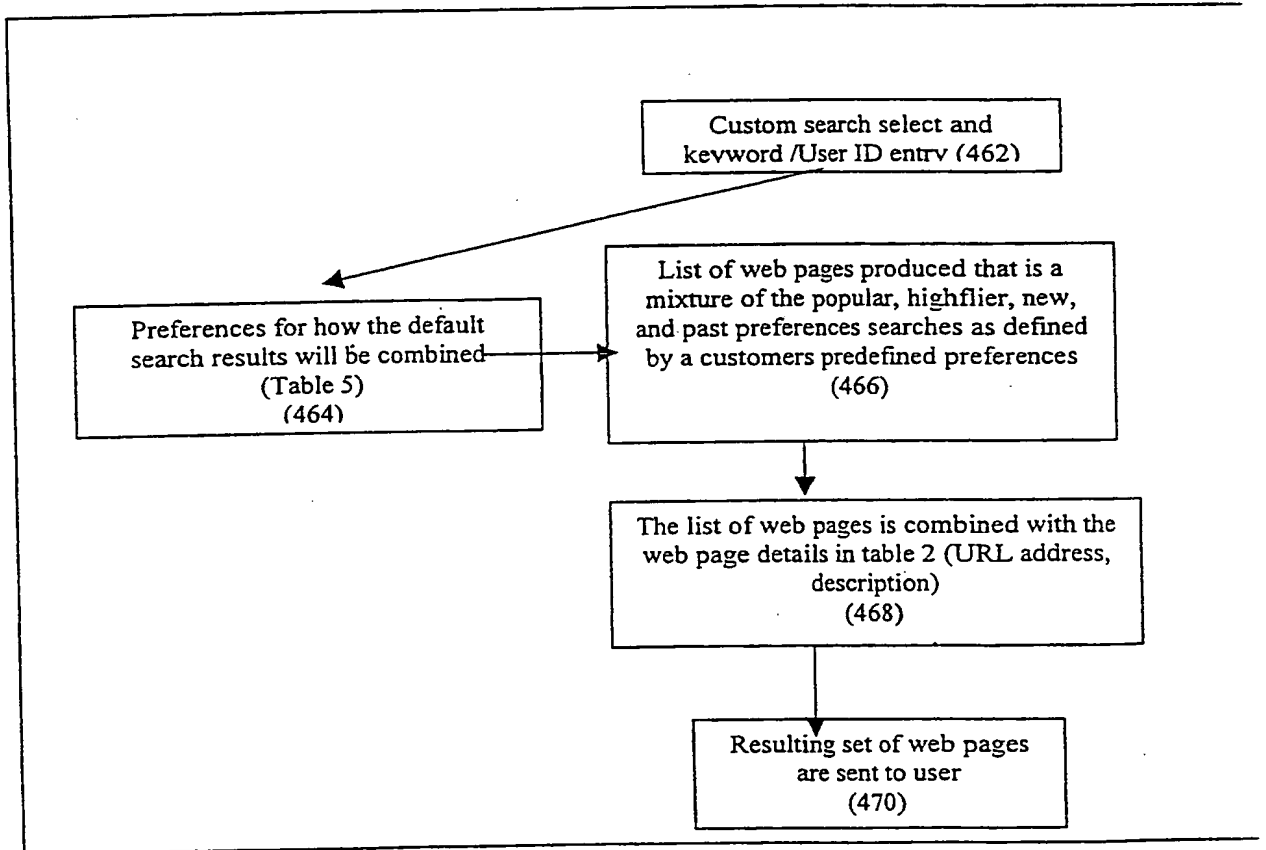 Custom search select and
keyword /User ID entry (462)
List of web pages produced that is a
mixture of the popular, highflier, new,
and past preferences searches as defined
by a customers predefined preferences
(466)
Preferences for how the default
search results will be combined
(Table 5)
(464)
The list of web pages is combined with the
web page details in table 2 (URL address,
description)
(468)
Resulting set of web pages
are sent to user
(470)